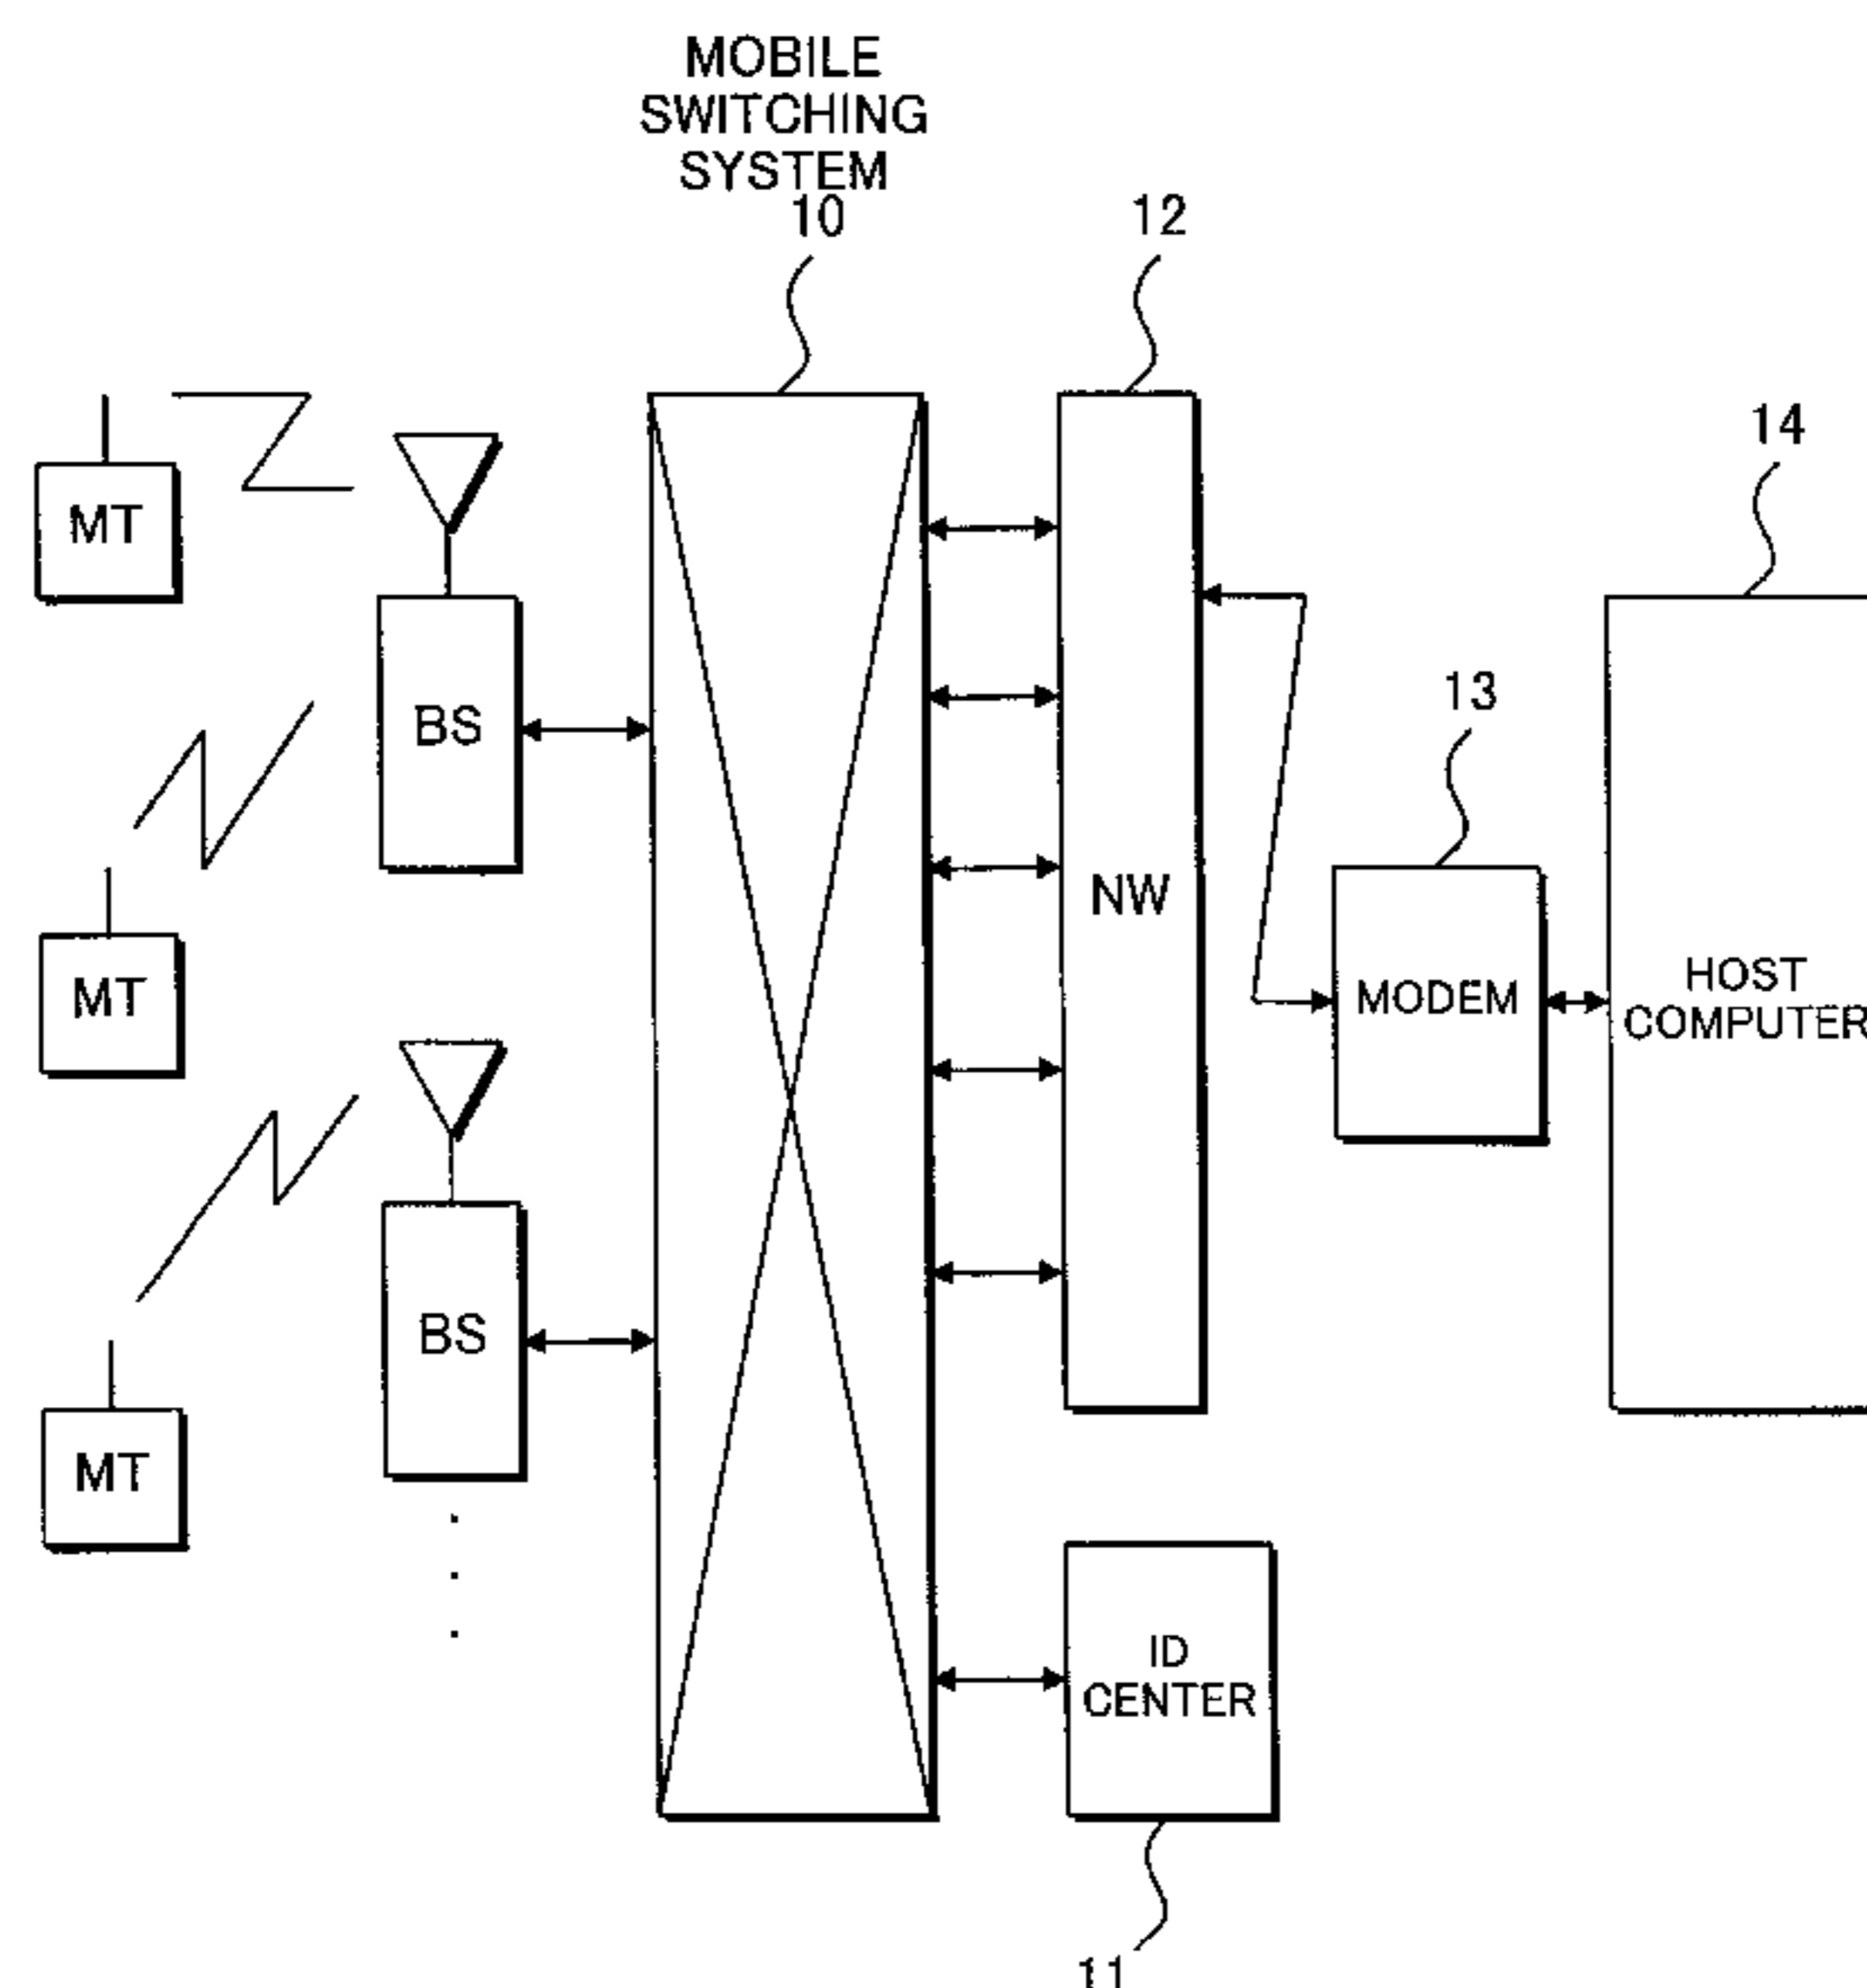 MOBILE
SWITCHING
SYSTEM
10
12
14
MT
BS
13
NW
HOST
COMPUTER
MODEM
MT
BS
MT
ID
CENTER
11